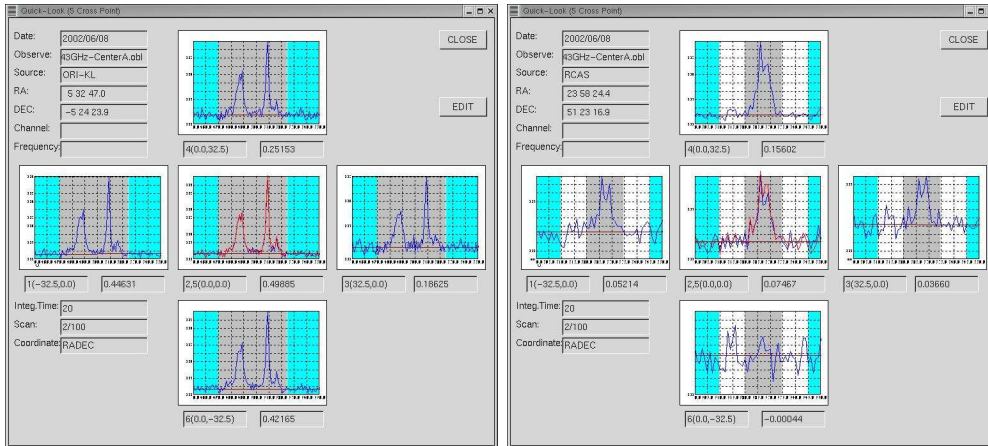 Quick-Look (5 Cross Point)
Date: 2002/06/08
Observe: 43GHz-CenterA.obl
Source: ORI-KL
RA: 5 32 47.0
DEC: -5 24 23.9
Channel:
Frequency:
CLOSE
EDIT
4(0.0,32.5) 0.25153
1(-32.5,0.0) 0.44631
2,5(0.0,0.0) 0.49885
3(32.5,0.0) 0.18625
Integ.Time: 20
Scan: 2/100
Coordinate: RADEC
6(0.0,-32.5) 0.42165
Quick-Look (5 Cross Point)
Date: 2002/06/08
Observe: 43GHz-CenterA.obl
Source: RCAS
RA: 23 58 24.4
DEC: 51 23 16.9
Channel:
Frequency:
CLOSE
EDIT
4(0.0,32.5) 0.15602
1(-32.5,0.0) 0.05214
2,5(0.0,0.0) 0.07467
3(32.5,0.0) 0.03660
Integ.Time: 20
Scan: 2/100
Coordinate: RADEC
6(0.0,-32.5) -0.00044